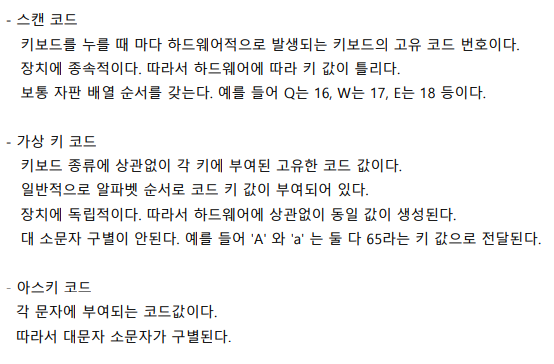 - 스캔 코드
키보드를 누를 때 마다 하드웨어적으로 발생되는 키보드의 고유 코드 번호이다.
장치에 종속적이다. 따라서 하드웨어에 따라 키 값이 틀리다.
보통 자판 배열 순서를 갖는다. 예를 들어 Q는 16, W는 17, E는 18 등이다.
- 가상 키 코드
키보드 종류에 상관없이 각 키에 부여된 고유한 코드 값이다.
일반적으로 알파벳 순서로 코드 키 값이 부여되어 있다.
장치에 독립적이다. 따라서 하드웨어에 상관없이 동일 값이 생성된다.
대 소문자 구별이 안된다. 예를 들어 'A' 와 'a' 는 둘 다 65라는 키 값으로 전달된다.
- 아스키 코드
각 문자에 부여되는 코드값이다.
따라서 대문자 소문자가 구별된다.